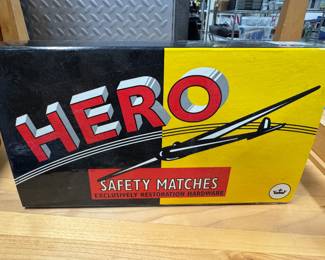 HERO
SAFETY MATCHES
EXCLUSIVELY RESTORATION HARDWARE